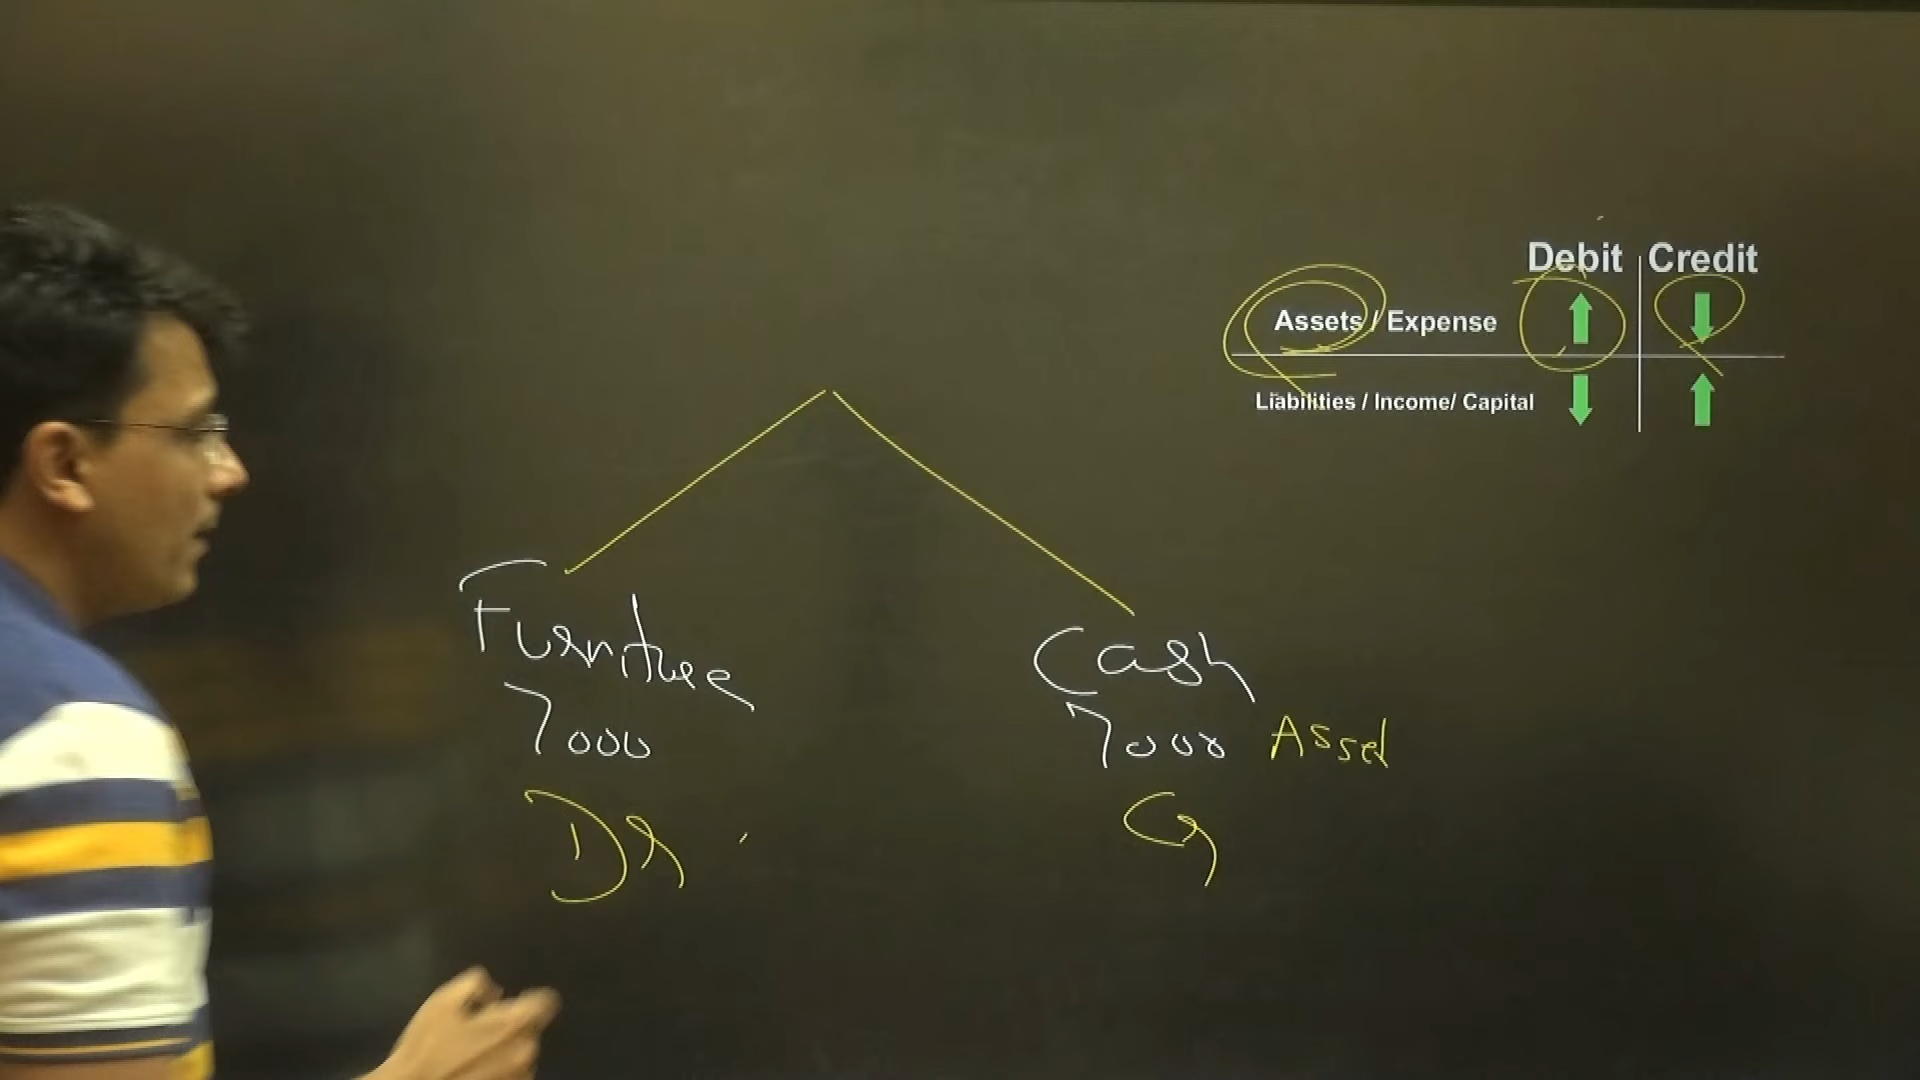 Debit Credit
Assets / Expense
Liabilities / Income/ Capital
Furniture
7000
Dr
Cash
7000 Asset
Cr